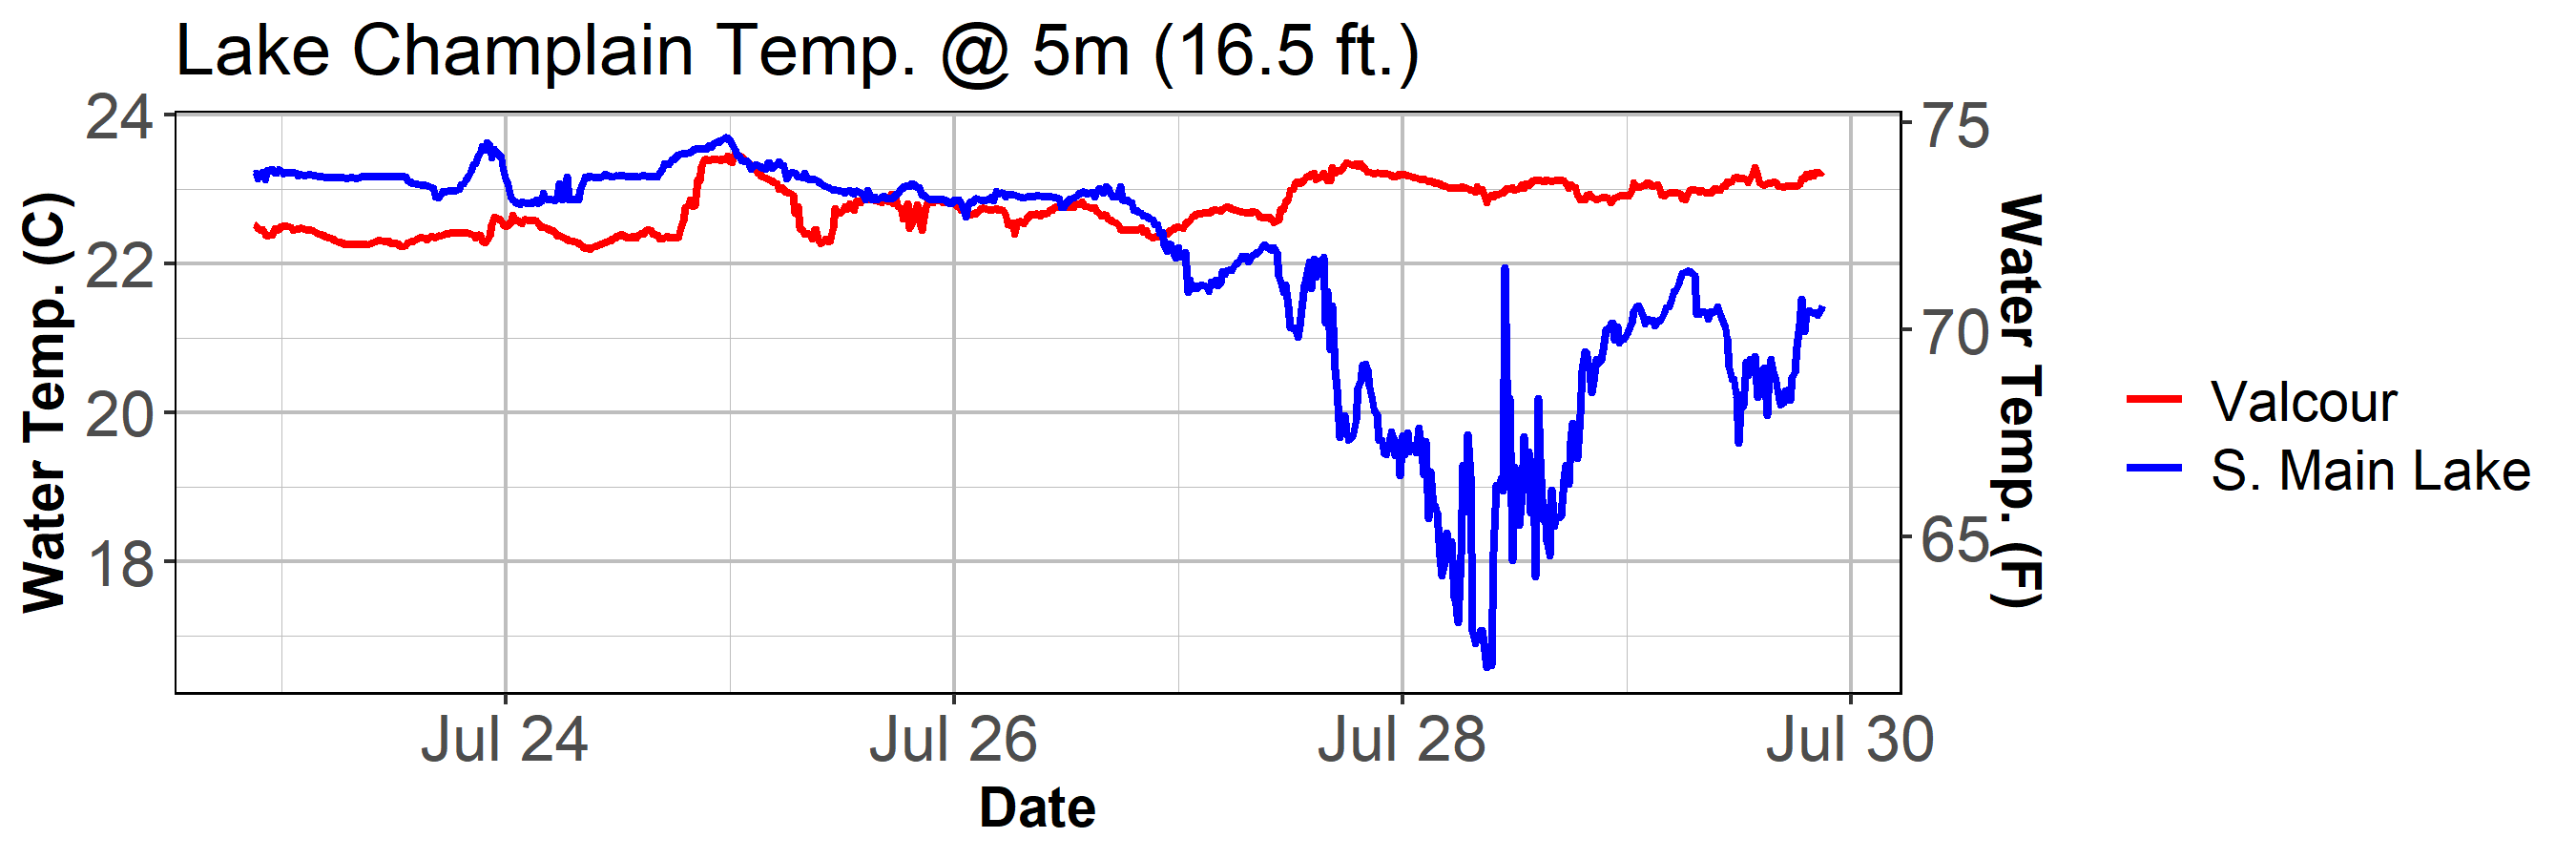 Lake Champlain Temp. @ 5m (16.5 ft.)
Water Temp. (C)
24
22
20
18
75
70
65
Water Temp. (F)
Jul 24
Jul 26
Jul 28
Jul 30
Date
Valcour
S. Main Lake